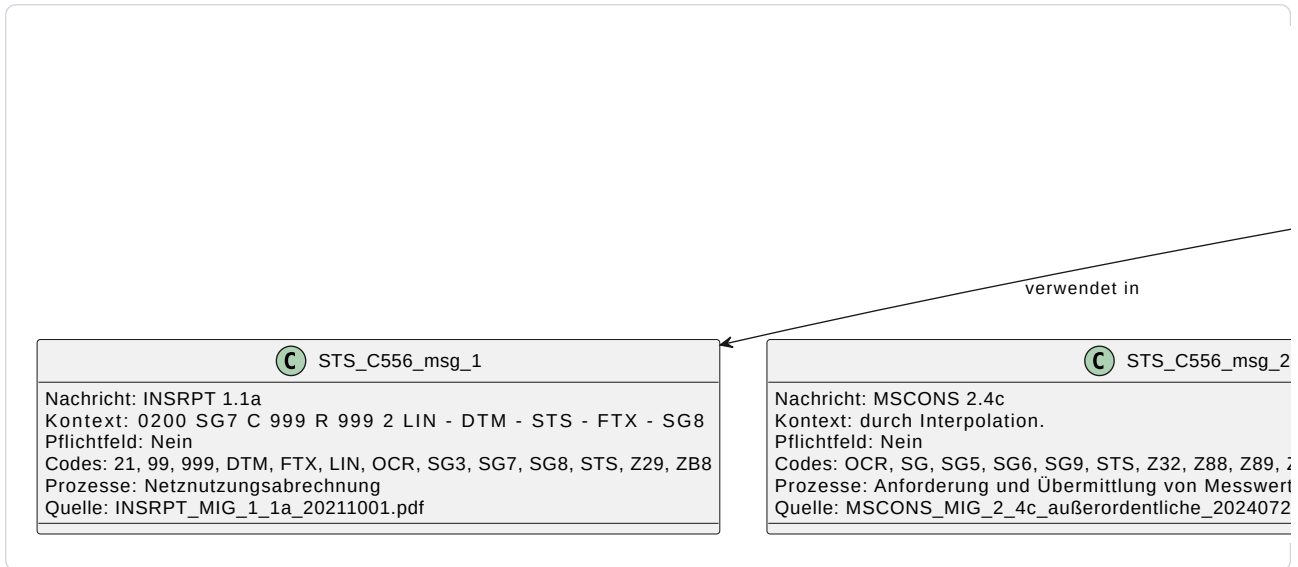 verwendet in
C STS_C556_msg_1
Nachricht: INSRPT 1.1a
Kontext: 0200 SG7 C 999 R 999 2 LIN - DTM - STS - FTX - SG8
Pflichtfeld: Nein
Codes: 21, 99, 999, DTM, FTX, LIN, OCR, SG3, SG7, SG8, STS, Z29, ZB8
Prozesse: Netznutzungsabrechnung
Quelle: INSRPT_MIG_1_1a_20211001.pdf
C STS_C556_msg_2
Nachricht: MSCONS 2.4c
Kontext: durch Interpolation.
Pflichtfeld: Nein
Codes: OCR, SG, SG5, SG6, SG9, STS, Z32, Z88, Z89,
Prozesse: Anforderung und Übermittlung von Messwert
Quelle: MSCONS_MIG_2_4c_außerordentliche_2024072